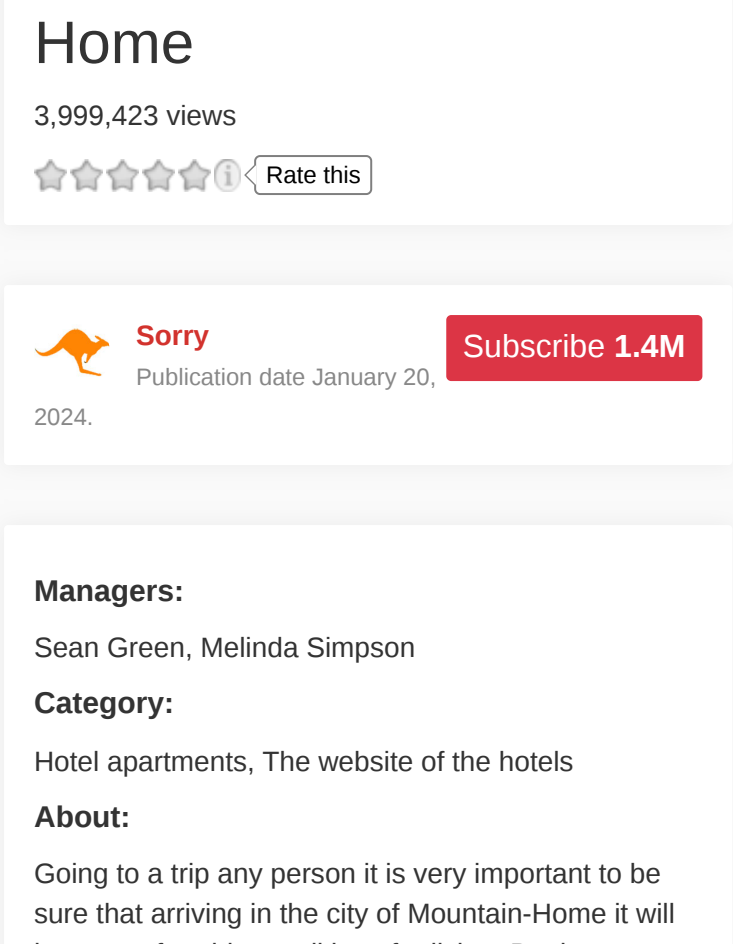 Home
3,999,423 views
Rate this
Sorry
Subscribe 1.4M
Publication date January 20,
2024.
Managers:
Sean Green, Melinda Simpson
Category:
Hotel apartments, The website of the hotels
About:
Going to a trip any person it is very important to be
sure that arriving in the city of Mountain-Home it will